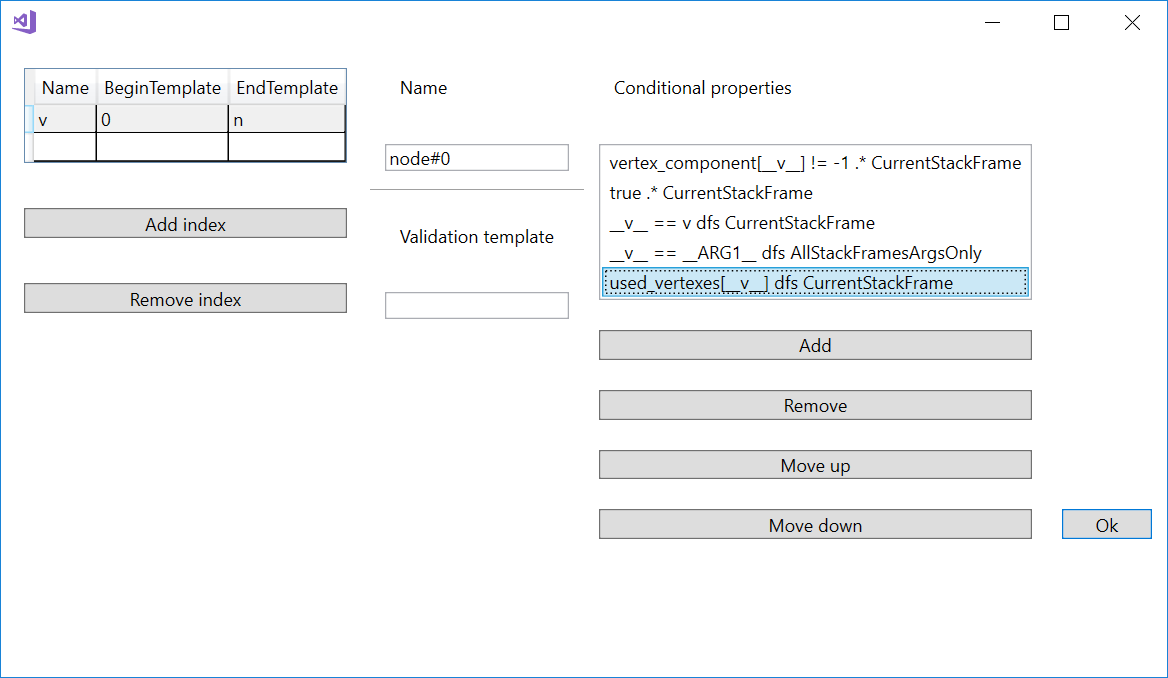 Name BeginTemplate EndTemplate
v 0 n
Add index
Remove index
Name
node#0
Validation template
Conditional properties
vertex_component[__v__] != -1 .* CurrentStackFrame
true .* CurrentStackFrame
__v__ == v dfs CurrentStackFrame
__v__ == __ARG1__ dfs AllStackFramesArgsOnly
used_vertexes[__v__] dfs CurrentStackFrame
Add
Remove
Move up
Move down
Ok